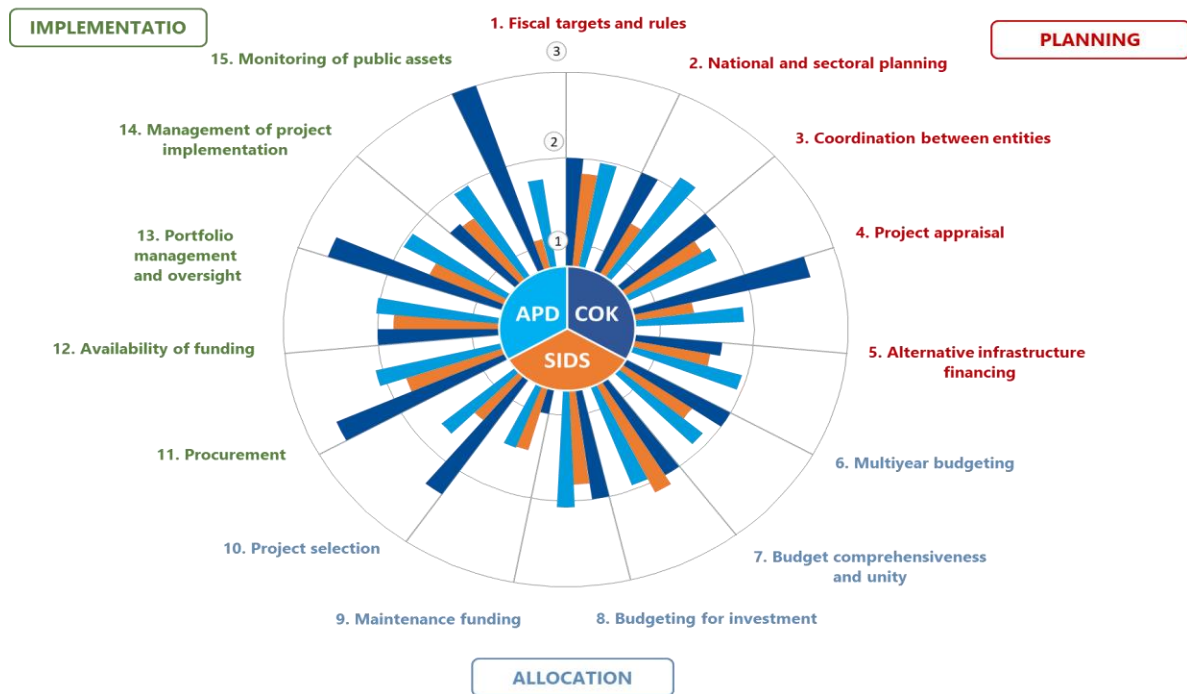 IMPLEMENTATIO
1. Fiscal targets and rules
PLANNING
3
15. Monitoring of public assets
2. National and sectoral planning
14. Management of project
implementation
2
3. Coordination between entities
13. Portfolio
management
and oversight
1
4. Project appraisal
APD
COK
SIDS
12. Availability of funding
5. Alternative infrastructure
financing
11. Procurement
6. Multiyear budgeting
10. Project selection
7. Budget comprehensiveness
and unity
9. Maintenance funding
8. Budgeting for investment
ALLOCATION